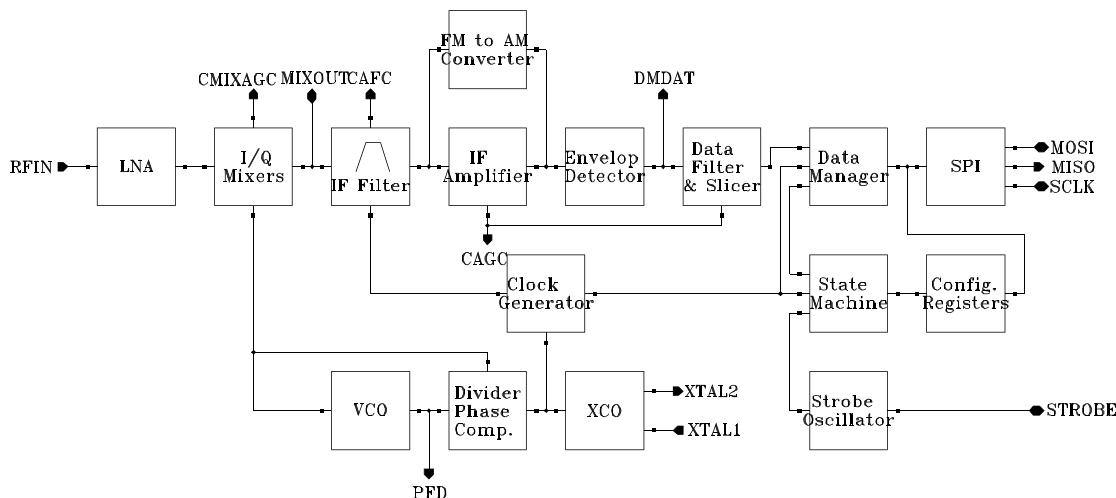 FM to AM
Converter
CMIXAGC
MIXOUT
CAFC
DMDAT
RFIN
LNA
I/Q
Mixers
IF Filter
IF
Amplifier
Envelop
Detector
Data
Filter
& Slicer
Data
Manager
SPI
MOSI
MISO
SCLK
CAGC
Clock
Generator
State
Machine
Config.
Registers
VCO
Divider
Phase
Comp.
XCO
XTAL2
XTAL1
Strobe
Oscillator
STROBE
PFD